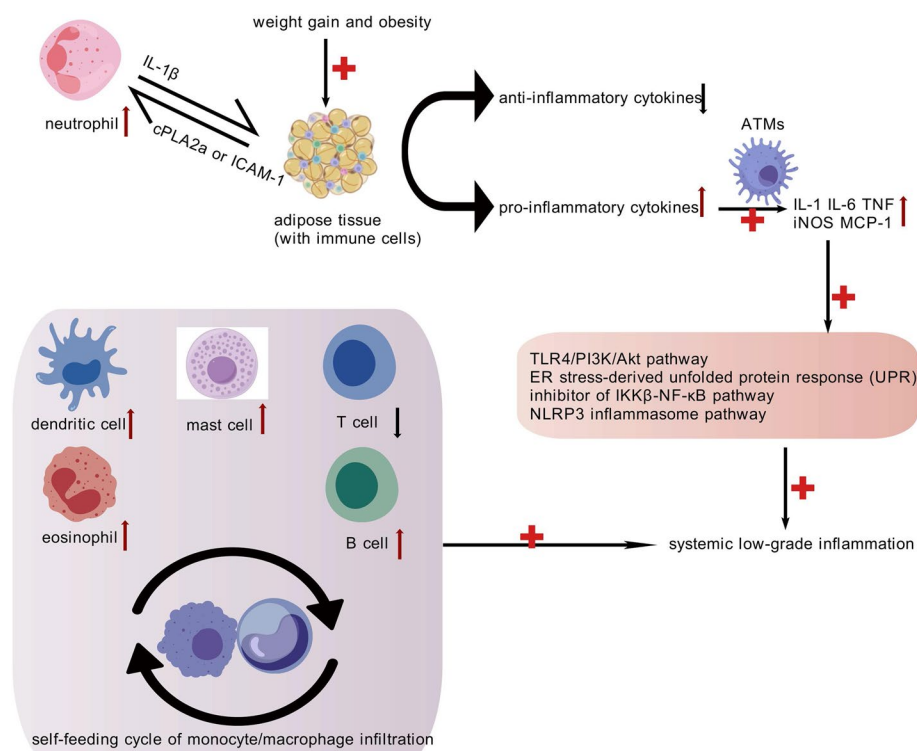 weight gain and obesity
IL-1β
cPLA2a or ICAM-1
neutrophil
adipose tissue
(with immune cells)
anti-inflammatory cytokines
pro-inflammatory cytokines
ATMs
IL-1 IL-6 TNF
iNOS MCP-1
TLR4/PI3K/Akt pathway
ER stress-derived unfolded protein response (UPR)
inhibitor of IKKβ-NF-κB pathway
NLRP3 inflammasome pathway
systemic low-grade inflammation
dendritic cell
mast cell
T cell
eosinophil
B cell
self-feeding cycle of monocyte/macrophage infiltration